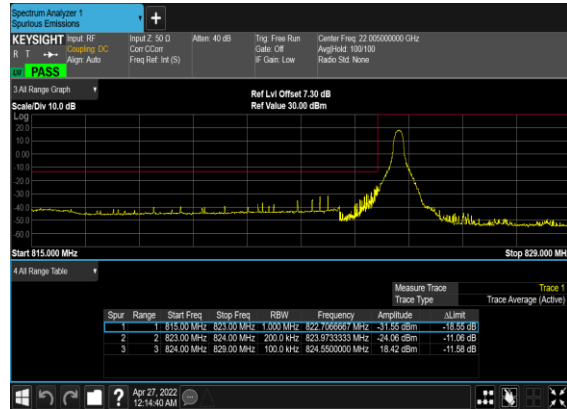 Spectrum Analyzer 1
Spurious Emissions
KEYSIGHT Input: RF Input Z: 50 Ω Atten: 40 dB Trig: Free Run Center Freq: 22.005000000 GHz
R T Coupling: DC Corr CCorr Gate: Off Avg|Hold: 100/100
Align: Auto Freq Ref: Int (S) IF Gain: Low Radio Std: None
PASS
3 All Range Graph
Ref Lvl Offset 7.30 dB
Scale/Div 10.0 dB Ref Value 30.00 dBm
Log
20.0
10.0
0.00
-10.0
-20.0
-30.0
-40.0
-50.0
-60.0
Start 815.000 MHz Stop 829.000 MH
4 All Range Table
Measure Trace Trace 1
Trace Type Trace Average (Active)
Spur Range Start Freq Stop Freq RBW Frequency Amplitude ΔLimit
1 1 815.00 MHz 823.00 MHz 1.000 MHz 822.7066667 MHz -31.55 dBm -18.55 dB
2 2 823.00 MHz 824.00 MHz 200.0 kHz 823.9733333 MHz -24.06 dBm -11.06 dB
3 3 824.00 MHz 829.00 MHz 100.0 kHz 824.5500000 MHz 18.42 dBm -11.58 dB
Apr 27, 2022
12:14:40 AM